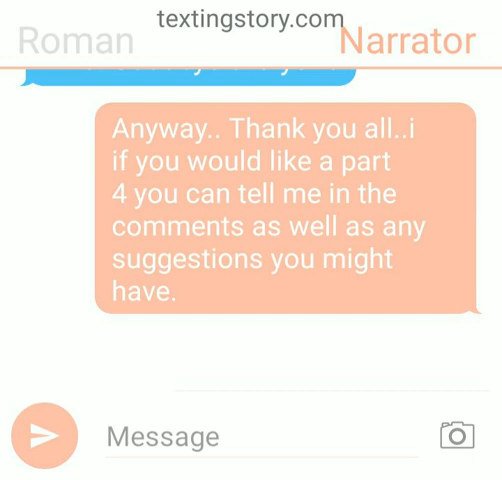 textingstory.com
Roman Narrator
Anyway.. Thank you all..i
if you would like a part
4 you can tell me in the
comments as well as any
suggestions you might
have.
Message